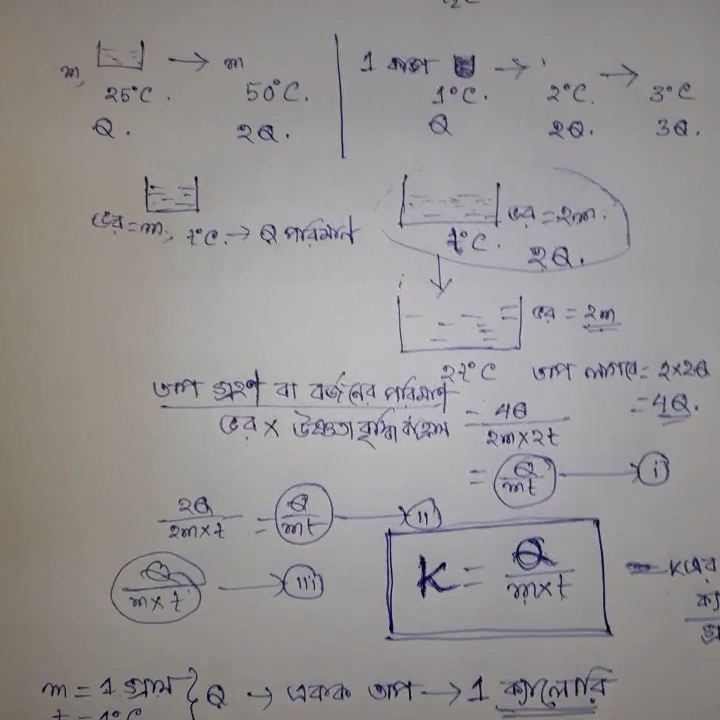 m, → m | 1 কাপ → →
25°C. 50°C. | 1°C. 2°C. 3°C
Q. 2Q. | Q 2Q. 3Q.
ভর = m, t°C. → Q পরিমাণ
ভর = 2m.
t°C.
2Q.
ভর = 2m
2t°C তাপ লাগবে = 2×2Q
= 4Q.
তাপ গ্রহণ বা বর্জনের পরিমাণ / ভর × উষ্ণতা বৃদ্ধি বা হ্রাস = 4Q / 2m×2t
= Q / mt → i
2Q / 2m×t = Q / mt → ii
Q / m×t → iii
K = Q / m×t
K এর
m = 1 গ্রাম } Q → একক তাপ → 1 ক্যালোরি
t = 1°C